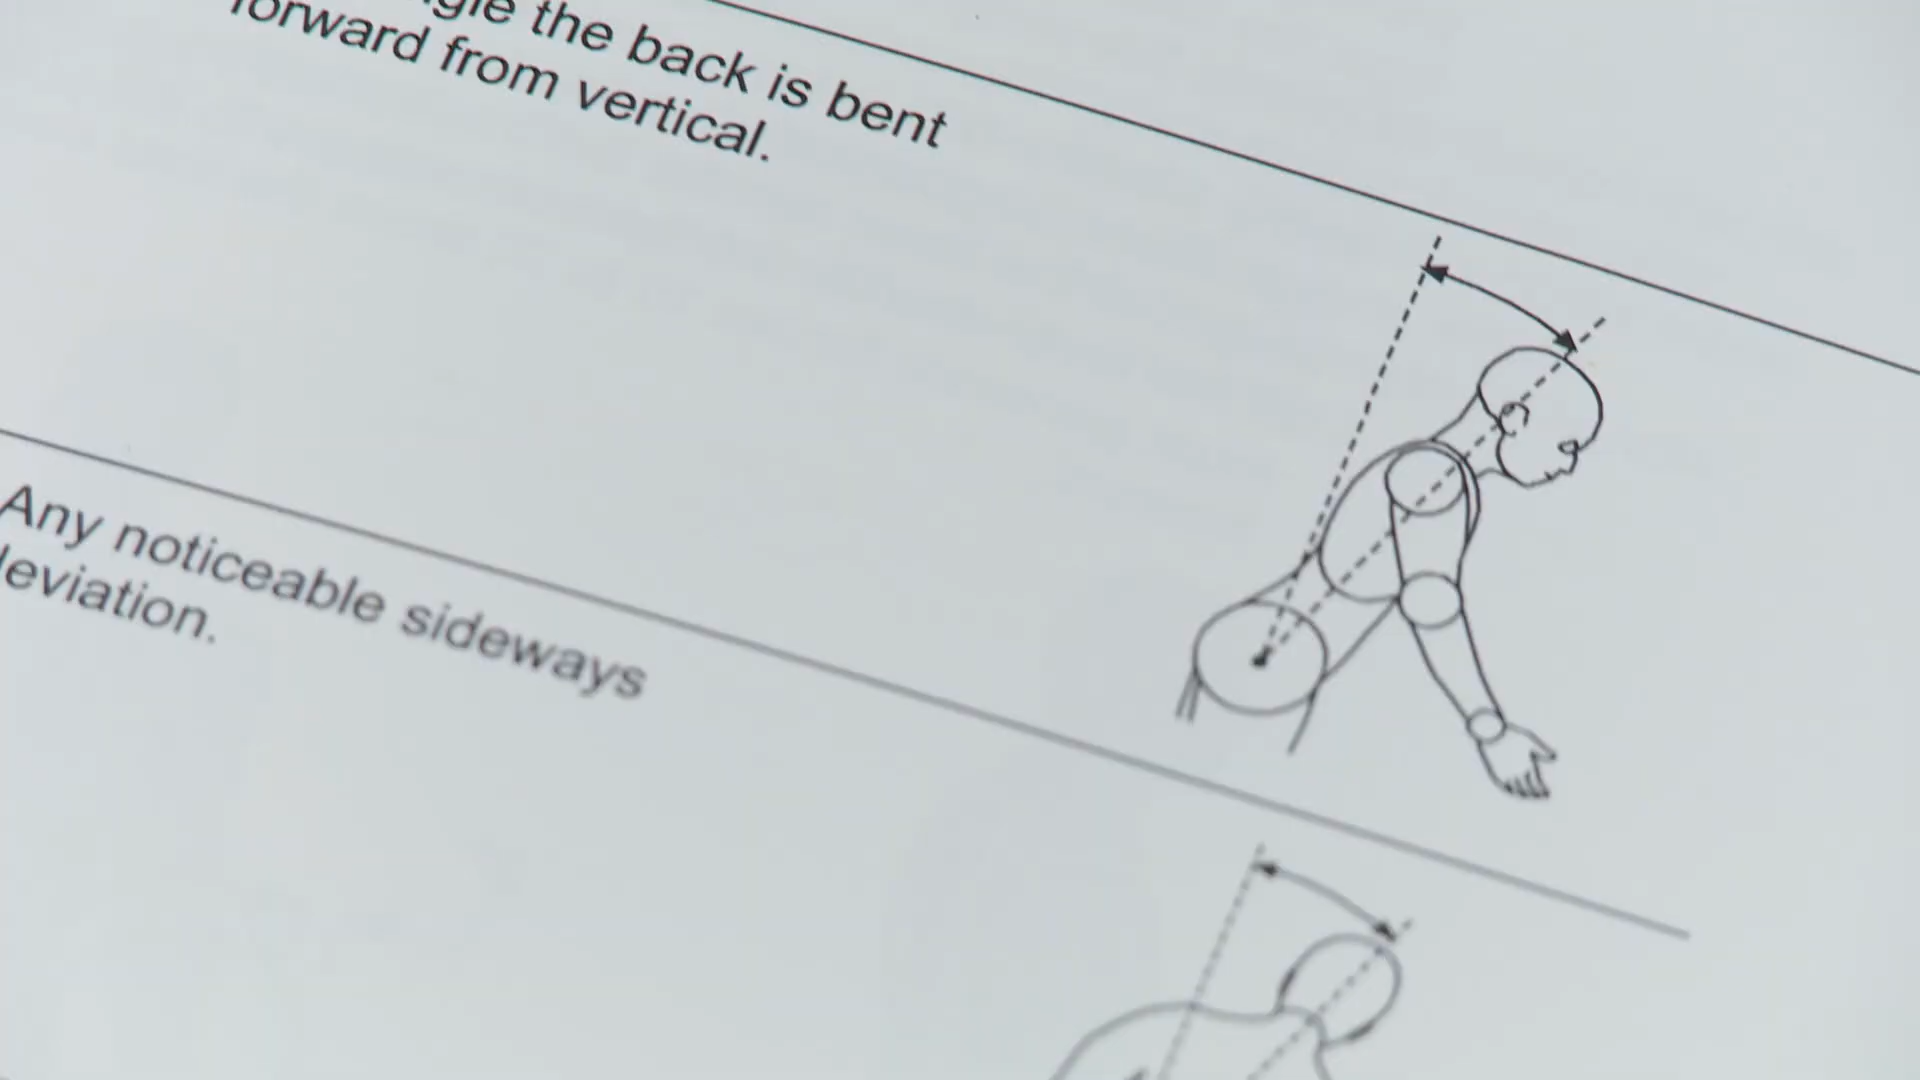 the back is bent
forward from vertical.
Any noticeable sideways
deviation.